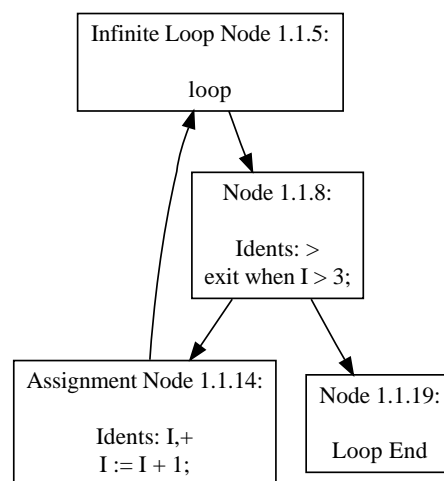 Infinite Loop Node 1.1.5:
loop
Node 1.1.8:
Idents: >
exit when I > 3;
Assignment Node 1.1.14:
Idents: I,+
I := I + 1;
Node 1.1.19:
Loop End